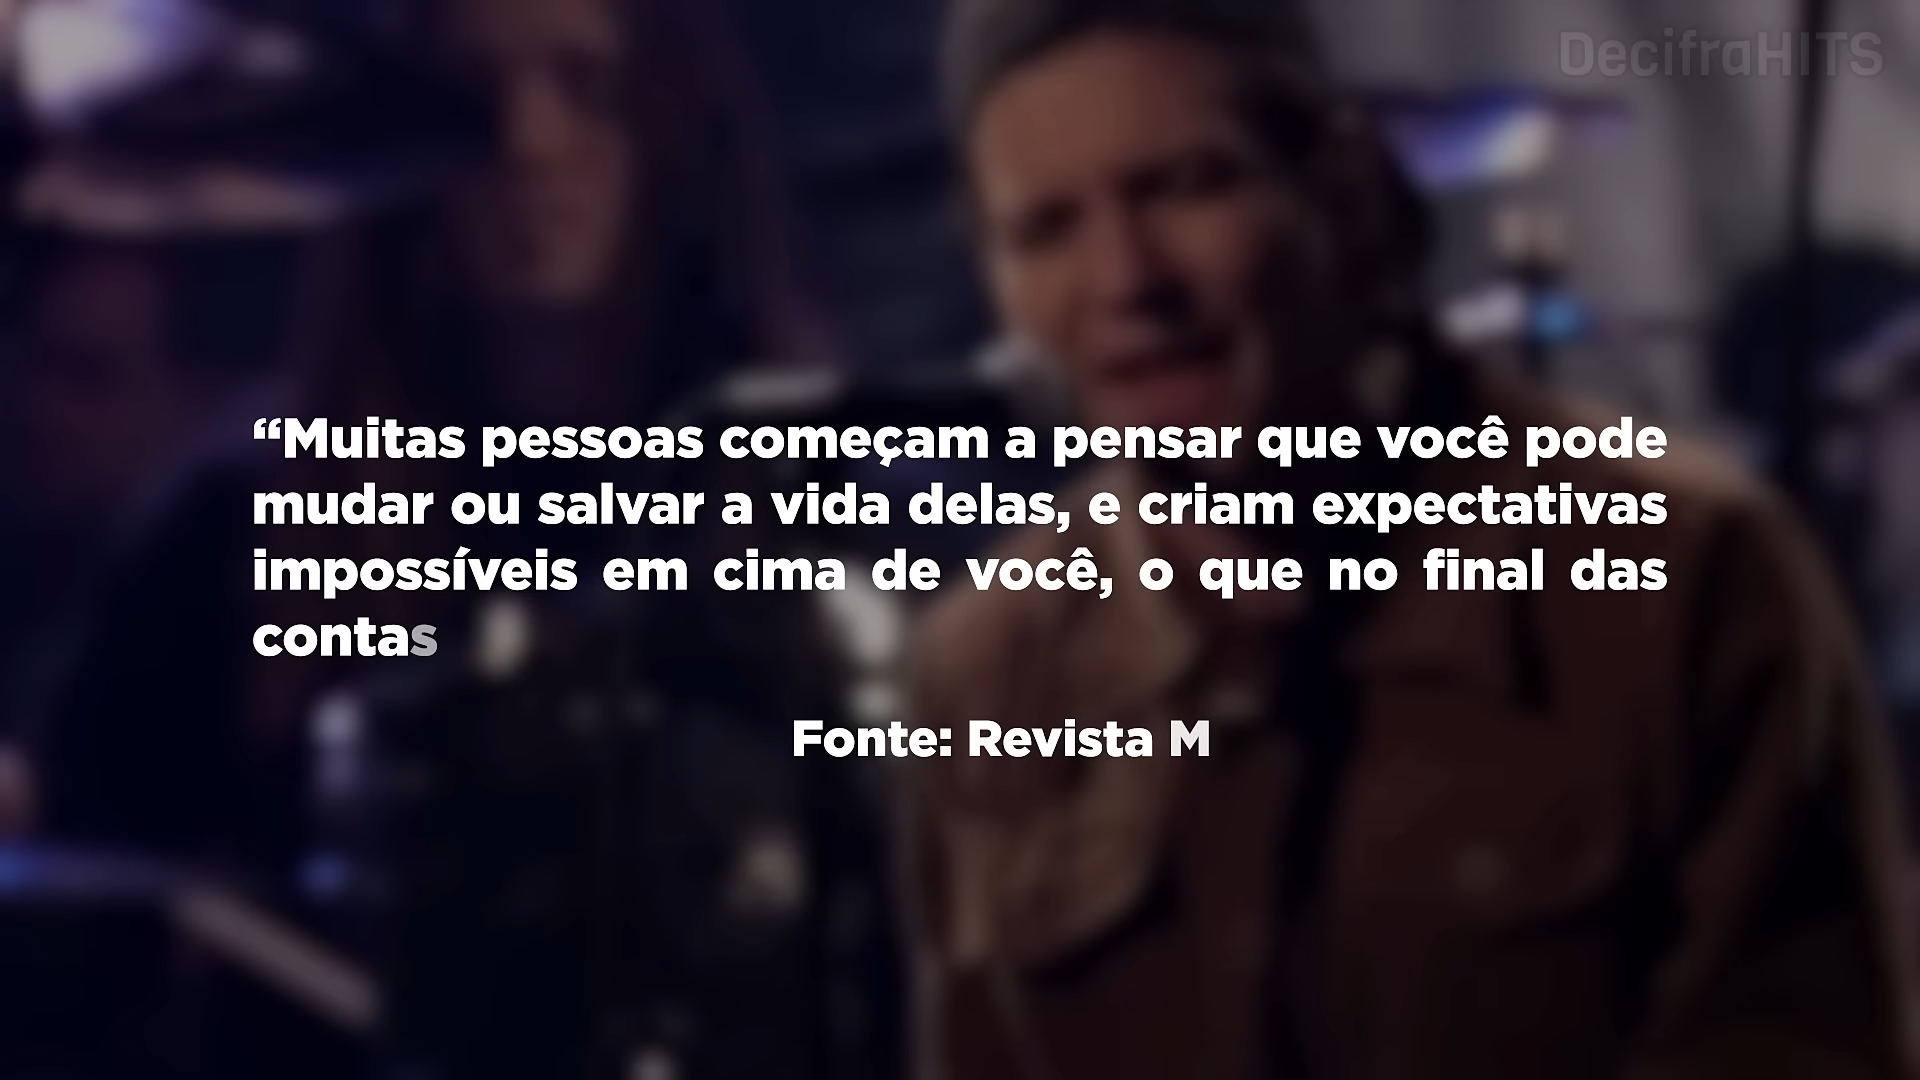 DecifraHITS
“Muitas pessoas começam a pensar que você pode
mudar ou salvar a vida delas, e criam expectativas
impossíveis em cima de você, o que no final das
contas
Fonte: Revista M